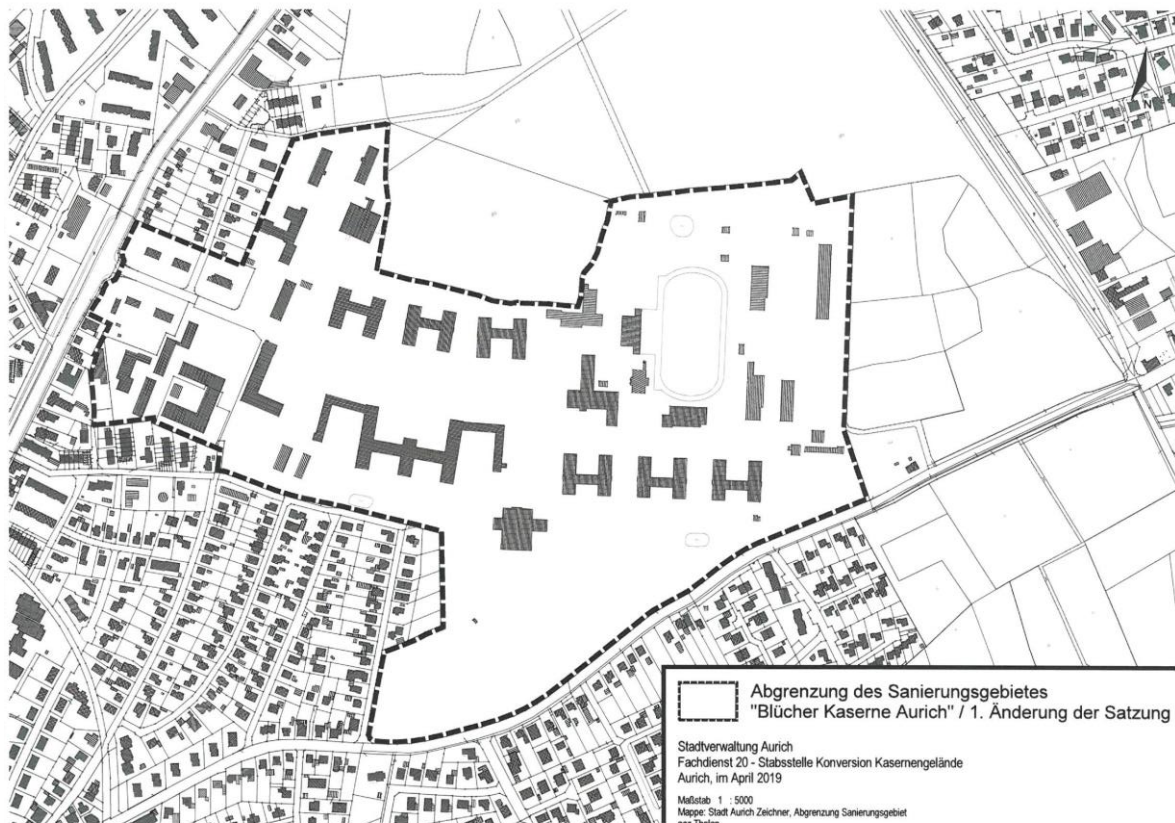 N
Abgrenzung des Sanierungsgebietes
"Blücher Kaserne Aurich" / 1. Änderung der Satzung
Stadtverwaltung Aurich
Fachdienst 20 - Stabsstelle Konversion Kasernengelände
Aurich, im April 2019
Maßstab 1 : 5000
Mappe: Stadt Aurich Zeichner, Abgrenzung Sanierungsgebiet